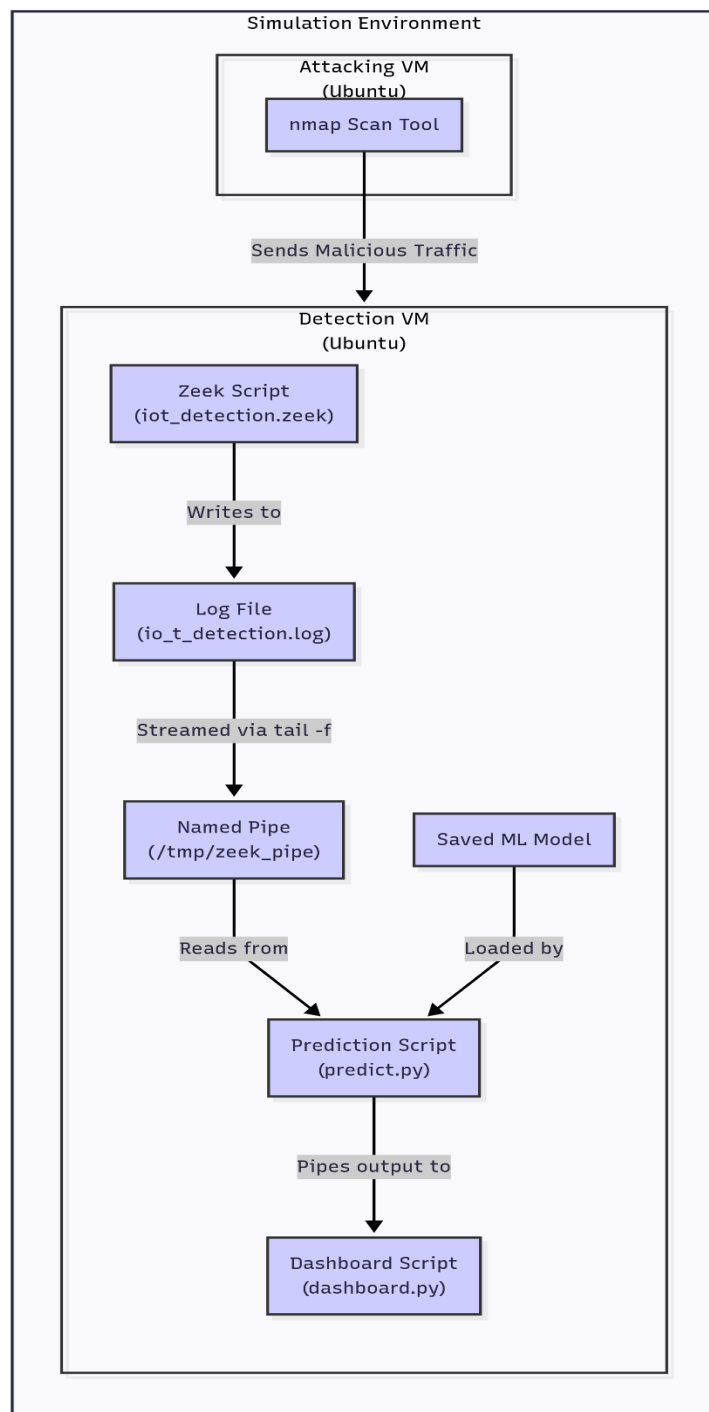 Simulation Environment
Attacking VM
(Ubuntu)
nmap Scan Tool
Sends Malicious Traffic
Detection VM
(Ubuntu)
Zeek Script
(iot_detection.zeek)
Writes to
Log File
(io_t_detection.log)
Streamed via tail -f
Named Pipe
(/tmp/zeek_pipe)
Saved ML Model
Reads from
Loaded by
Prediction Script
(predict.py)
Pipes output to
Dashboard Script
(dashboard.py)